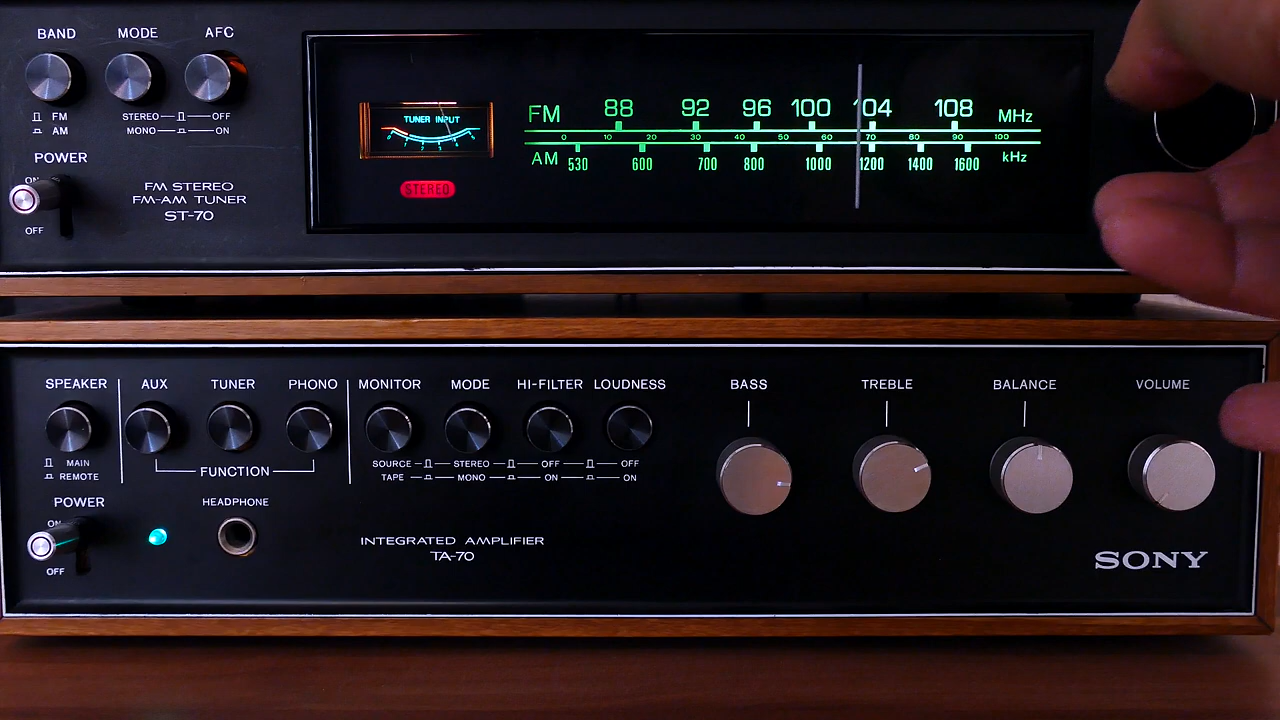 BAND MODE AFC
FM STEREO OFF
AM MONO ON
POWER
ON
OFF
FM STEREO
FM-AM TUNER
ST-70
TUNER INPUT
STEREO
FM 88 92 96 100 104 108 MHz
0 10 20 30 40 50 60 70 80 90 100
AM 530 600 700 800 1000 1200 1400 1600 kHz
SPEAKER AUX TUNER PHONO MONITOR MODE HI-FILTER LOUDNESS BASS TREBLE BALANCE VOLUME
MAIN
REMOTE
FUNCTION
SOURCE STEREO OFF OFF
TAPE MONO ON ON
POWER
ON
OFF
HEADPHONE
INTEGRATED AMPLIFIER
TA-70
SONY